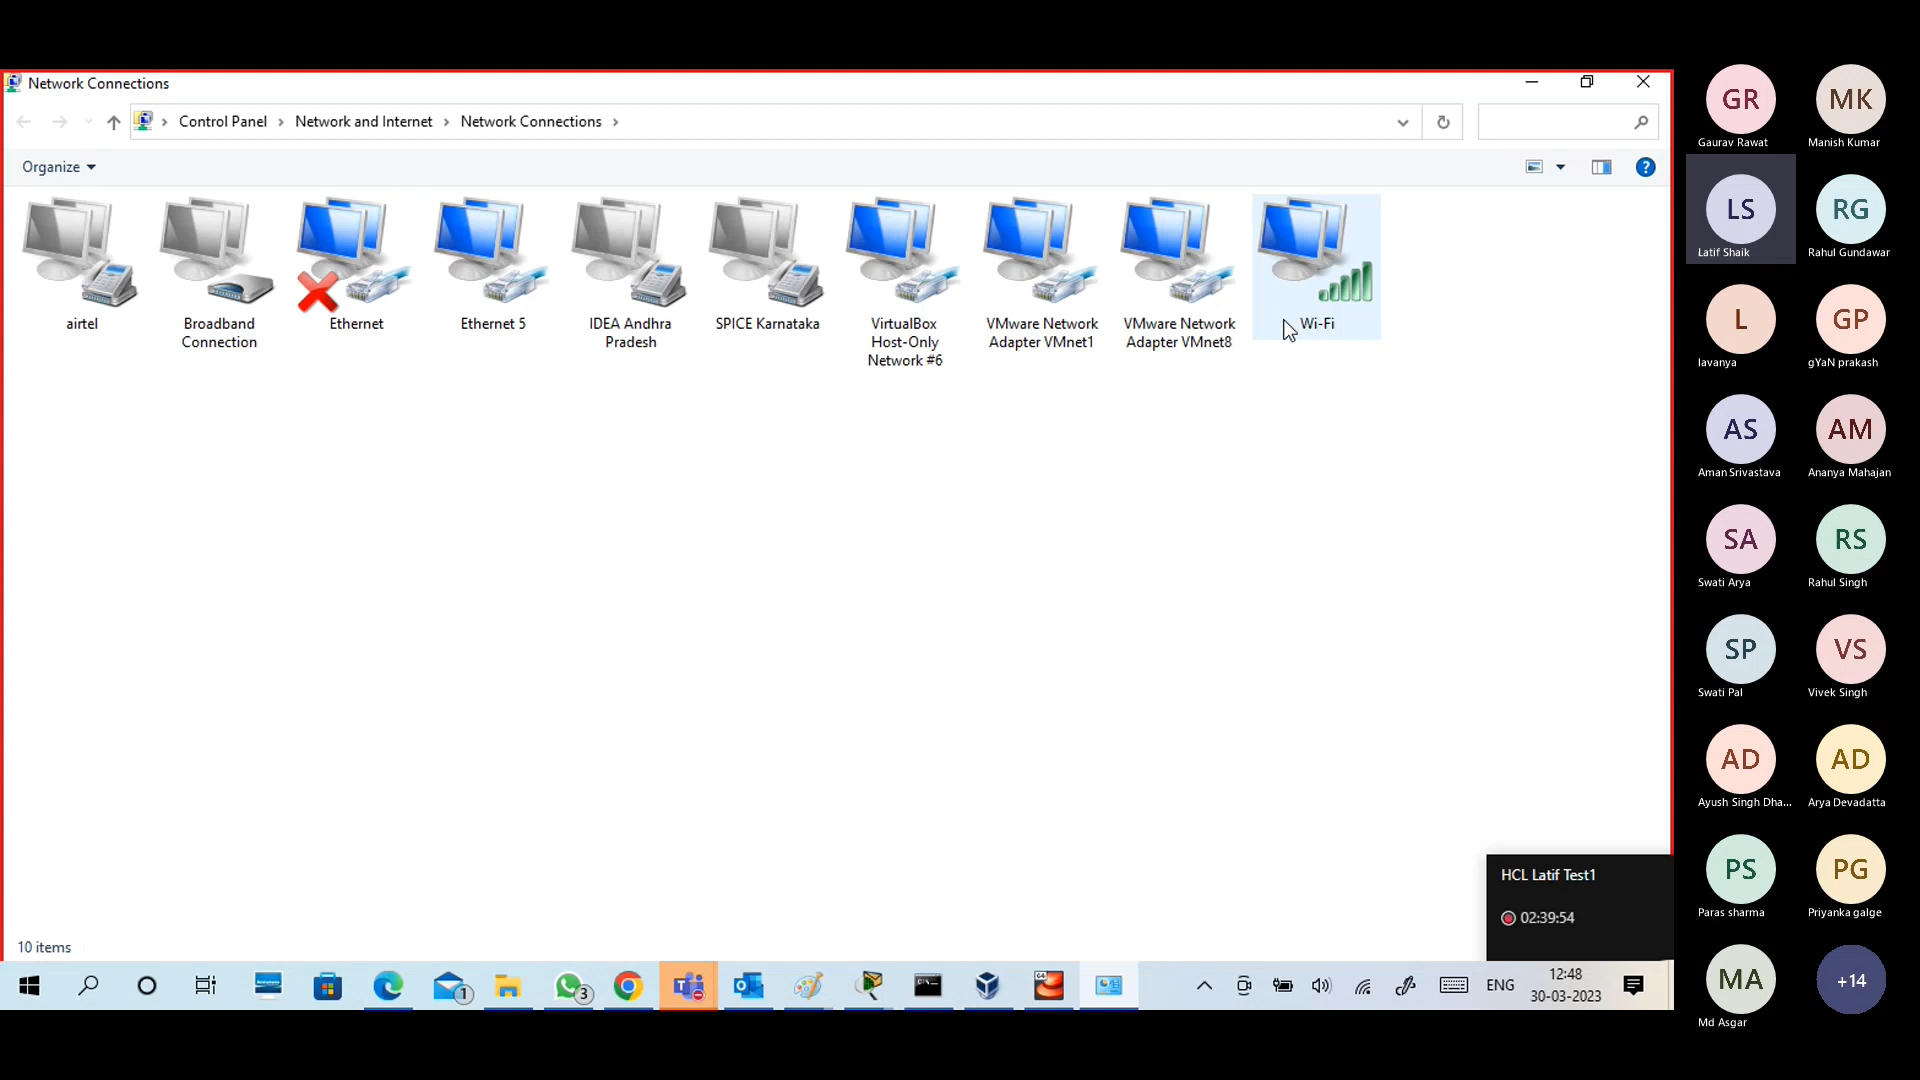 Network Connections
Control Panel
Network and Internet
Network Connections
Organize
airtel
Broadband
Connection
Ethernet
Ethernet 5
IDEA Andhra
Pradesh
SPICE Karnataka
VirtualBox
Host-Only
Network #6
VMware Network
Adapter VMnet1
VMware Network
Adapter VMnet8
Wi-Fi
10 items
HCL Latif Test1
02:39:54
1
3
64
ENG
12:48
30-03-2023
GR
Gaurav Rawat
MK
Manish Kumar
LS
Latif Shaik
RG
Rahul Gundawar
L
lavanya
GP
gYaN prakash
AS
Aman Srivastava
AM
Ananya Mahajan
SA
Swati Arya
RS
Rahul Singh
SP
Swati Pal
VS
Vivek Singh
AD
Ayush Singh Dha...
AD
Arya Devadatta
PS
Paras sharma
PG
Priyanka galge
MA
Md Asgar
+14